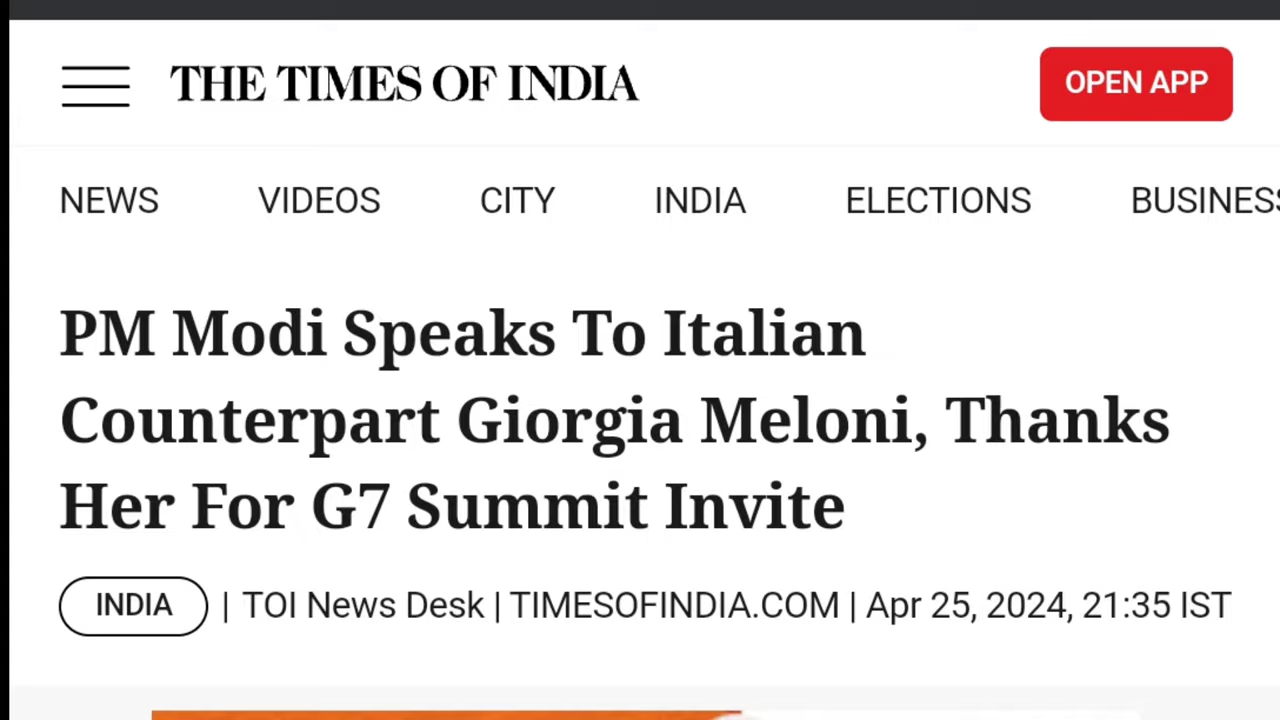 THE TIMES OF INDIA
OPEN APP
NEWS VIDEOS CITY INDIA ELECTIONS BUSINESS
PM Modi Speaks To Italian
Counterpart Giorgia Meloni, Thanks
Her For G7 Summit Invite
INDIA | TOI News Desk | TIMESOFINDIA.COM | Apr 25, 2024, 21:35 IST